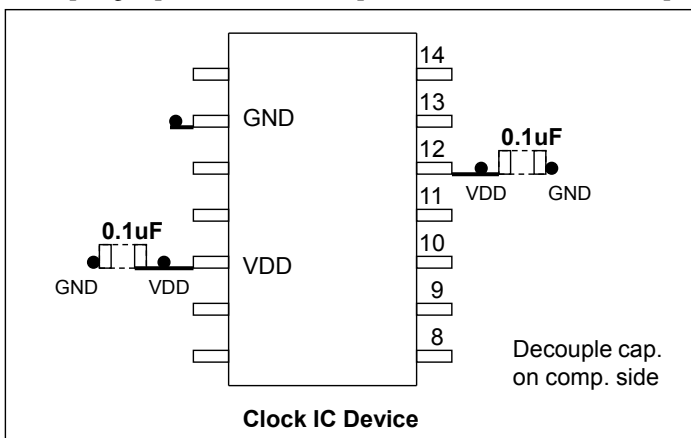 14
13
GND
0.1uF
12
VDD
GND
11
0.1uF
10
VDD
GND
VDD
9
8
Decouple cap.
on comp. side
Clock IC Device